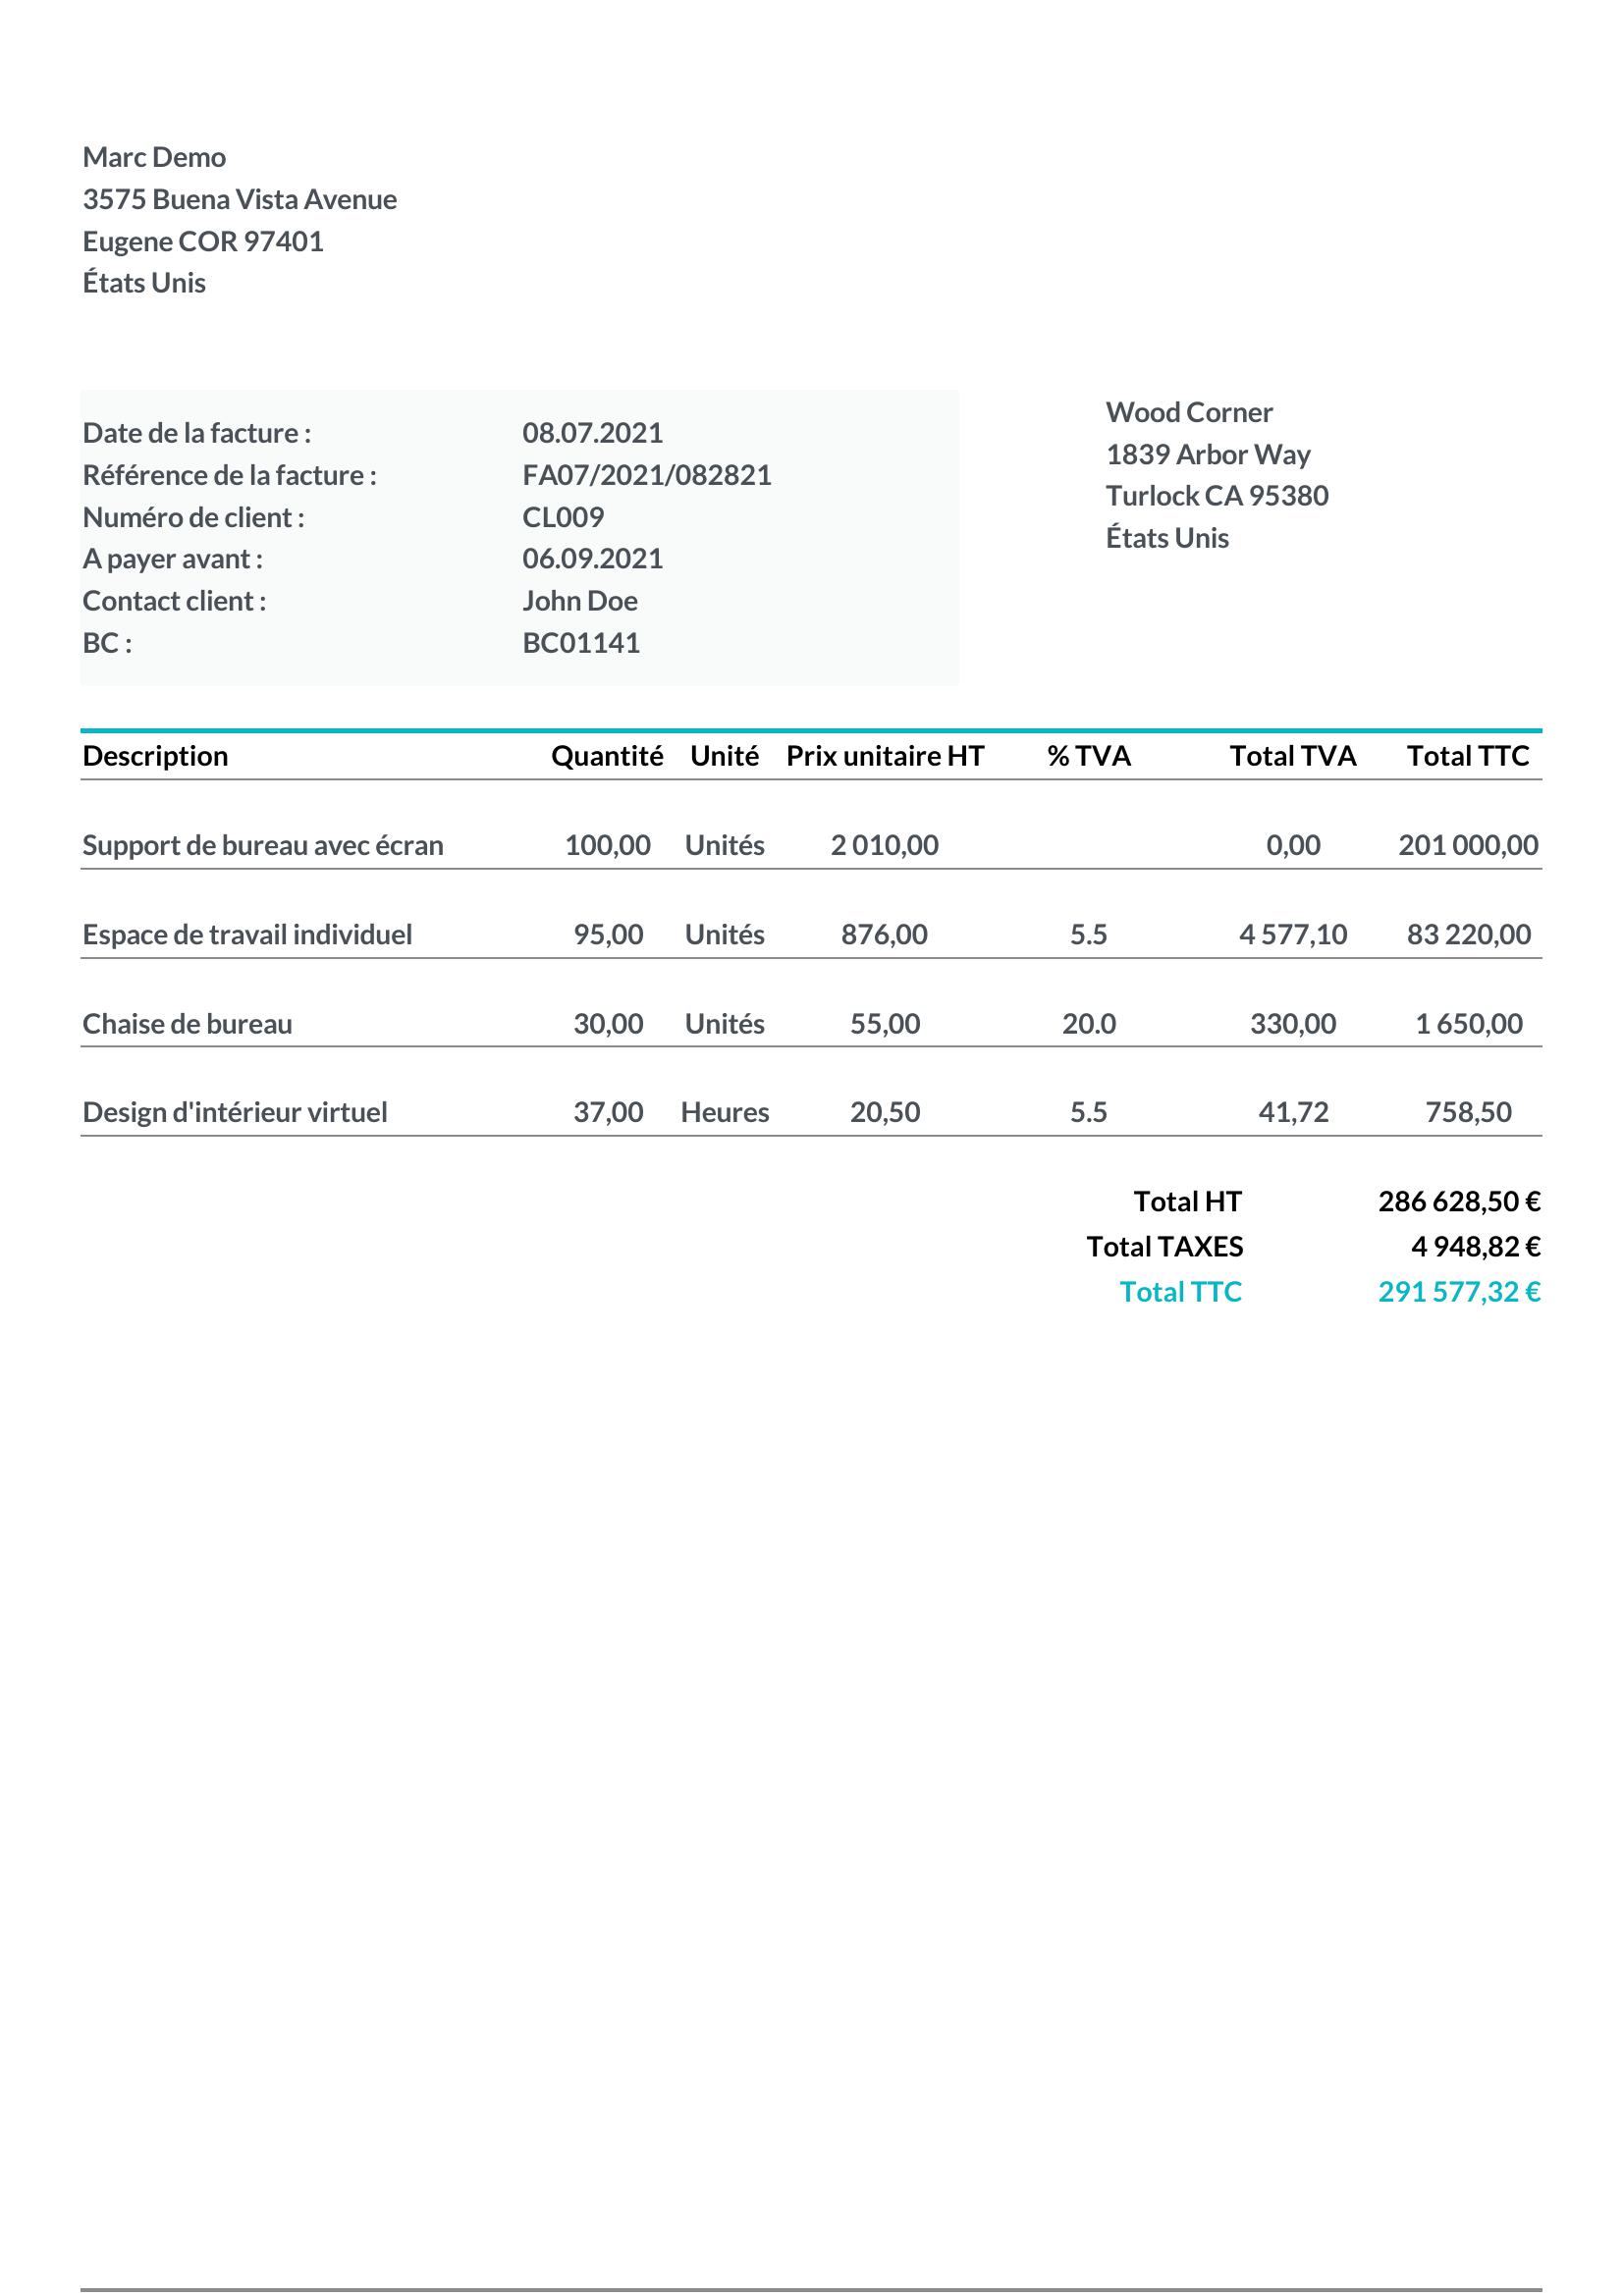 Marc Demo
3575 Buena Vista Avenue
Eugene COR 97401
États Unis
Date de la facture : 08.07.2021
Référence de la facture : FA07/2021/082821
Numéro de client : CL009
A payer avant : 06.09.2021
Contact client : John Doe
BC : BC01141
Wood Corner
1839 Arbor Way
Turlock CA 95380
États Unis
Description Quantité Unité Prix unitaire HT % TVA Total TVA Total TTC
Support de bureau avec écran 100,00 Unités 2 010,00 0,00 201 000,00
Espace de travail individuel 95,00 Unités 876,00 5.5 4 577,10 83 220,00
Chaise de bureau 30,00 Unités 55,00 20.0 330,00 1 650,00
Design d'intérieur virtuel 37,00 Heures 20,50 5.5 41,72 758,50
Total HT 286 628,50 €
Total TAXES 4 948,82 €
Total TTC 291 577,32 €